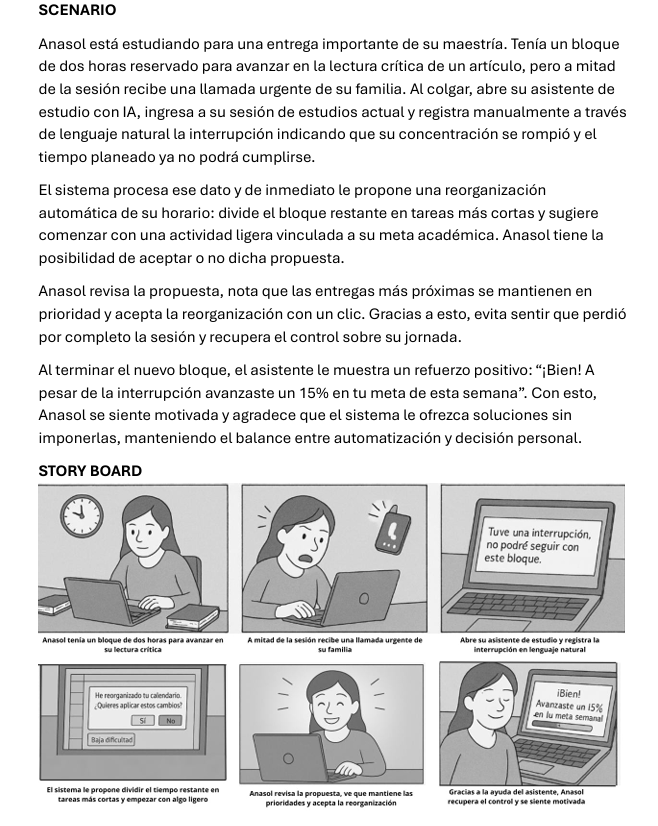 SCENARIO
Anasol está estudiando para una entrega importante de su maestría. Tenía un bloque
de dos horas reservado para avanzar en la lectura crítica de un artículo, pero a mitad
de la sesión recibe una llamada urgente de su familia. Al colgar, abre su asistente de
estudio con IA, ingresa a su sesión de estudios actual y registra manualmente a través
de lenguaje natural la interrupción indicando que su concentración se rompió y el
tiempo planeado ya no podrá cumplirse.
El sistema procesa ese dato y de inmediato le propone una reorganización
automática de su horario: divide el bloque restante en tareas más cortas y sugiere
comenzar con una actividad ligera vinculada a su meta académica. Anasol tiene la
posibilidad de aceptar o no dicha propuesta.
Anasol revisa la propuesta, nota que las entregas más próximas se mantienen en
prioridad y acepta la reorganización con un clic. Gracias a esto, evita sentir que perdió
por completo la sesión y recupera el control sobre su jornada.
Al terminar el nuevo bloque, el asistente le muestra un refuerzo positivo: “¡Bien! A
pesar de la interrupción avanzaste un 15% en tu meta de esta semana”. Con esto,
Anasol se siente motivada y agradece que el sistema le ofrezca soluciones sin
imponerlas, manteniendo el balance entre automatización y decisión personal.
STORY BOARD
Tuve una interrupción,
no podré seguir con
este bloque.
Anasol tenía un bloque de dos horas para avanzar en
su lectura crítica
A mitad de la sesión recibe una llamada urgente de
su familia
Abre su asistente de estudio y registra la
interrupción en lenguaje natural
He reorganizado tu calendario.
¿Quieres aplicar estos cambios?
Sí No
Baja dificultad
¡Bien!
Avanzaste un 15%
en tu meta semanal
El sistema le propone dividir el tiempo restante en
tareas más cortas y empezar con algo ligero
Anasol revisa la propuesta, ve que mantiene las
prioridades y acepta la reorganización
Gracias a la ayuda del asistente, Anasol
recupera el control y se siente motivada